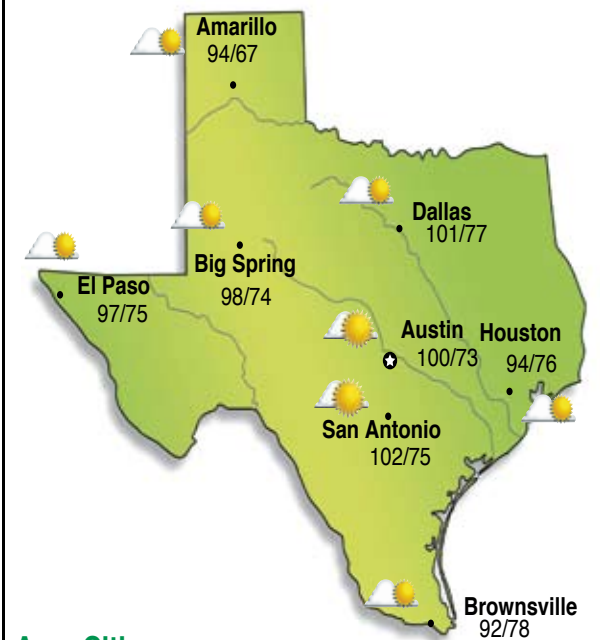 Amarillo
94/67
Dallas
101/77
Big Spring
98/74
El Paso
97/75
Austin
100/73
Houston
94/76
San Antonio
102/75
Brownsville
92/78